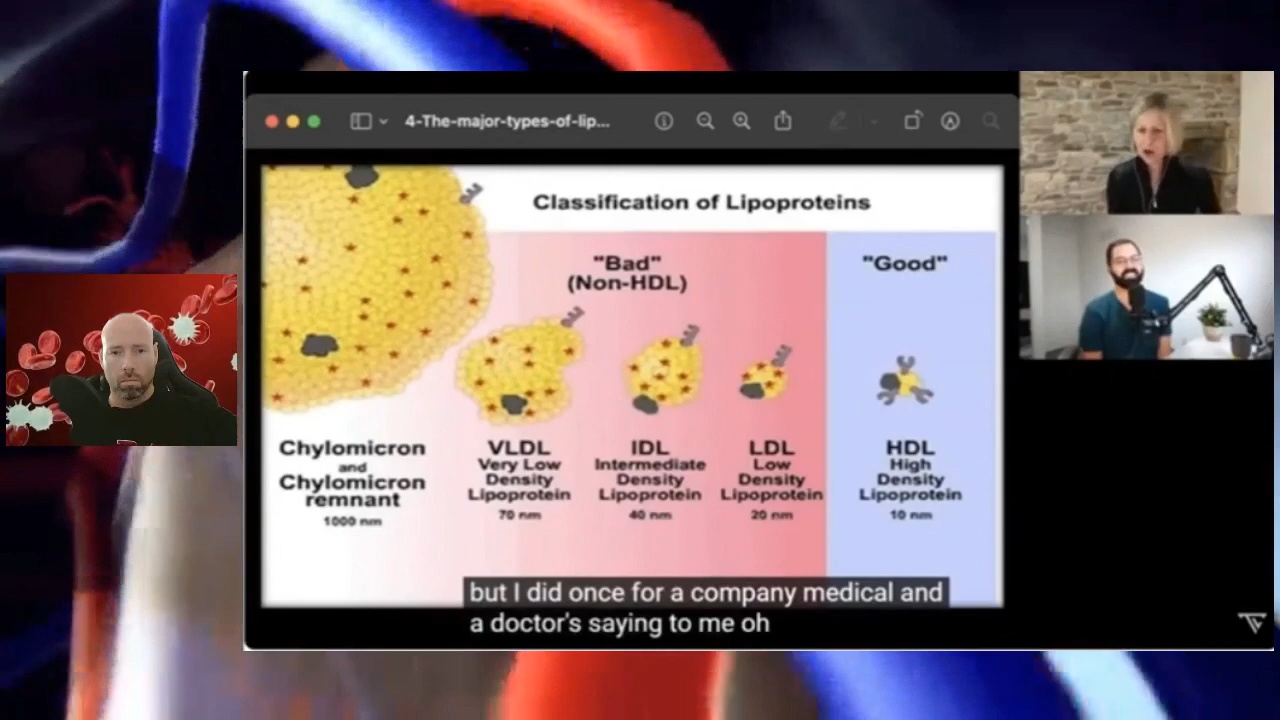 4-The-major-types-of-lip...
Classification of Lipoproteins
"Bad"
(Non-HDL)
"Good"
Chylomicron
and
Chylomicron
remnant
1000 nm
VLDL
Very Low
Density
Lipoprotein
70 nm
IDL
Intermediate
Density
Lipoprotein
40 nm
LDL
Low
Density
Lipoprotein
20 nm
HDL
High
Density
Lipoprotein
10 nm
but I did once for a company medical and
a doctor's saying to me oh